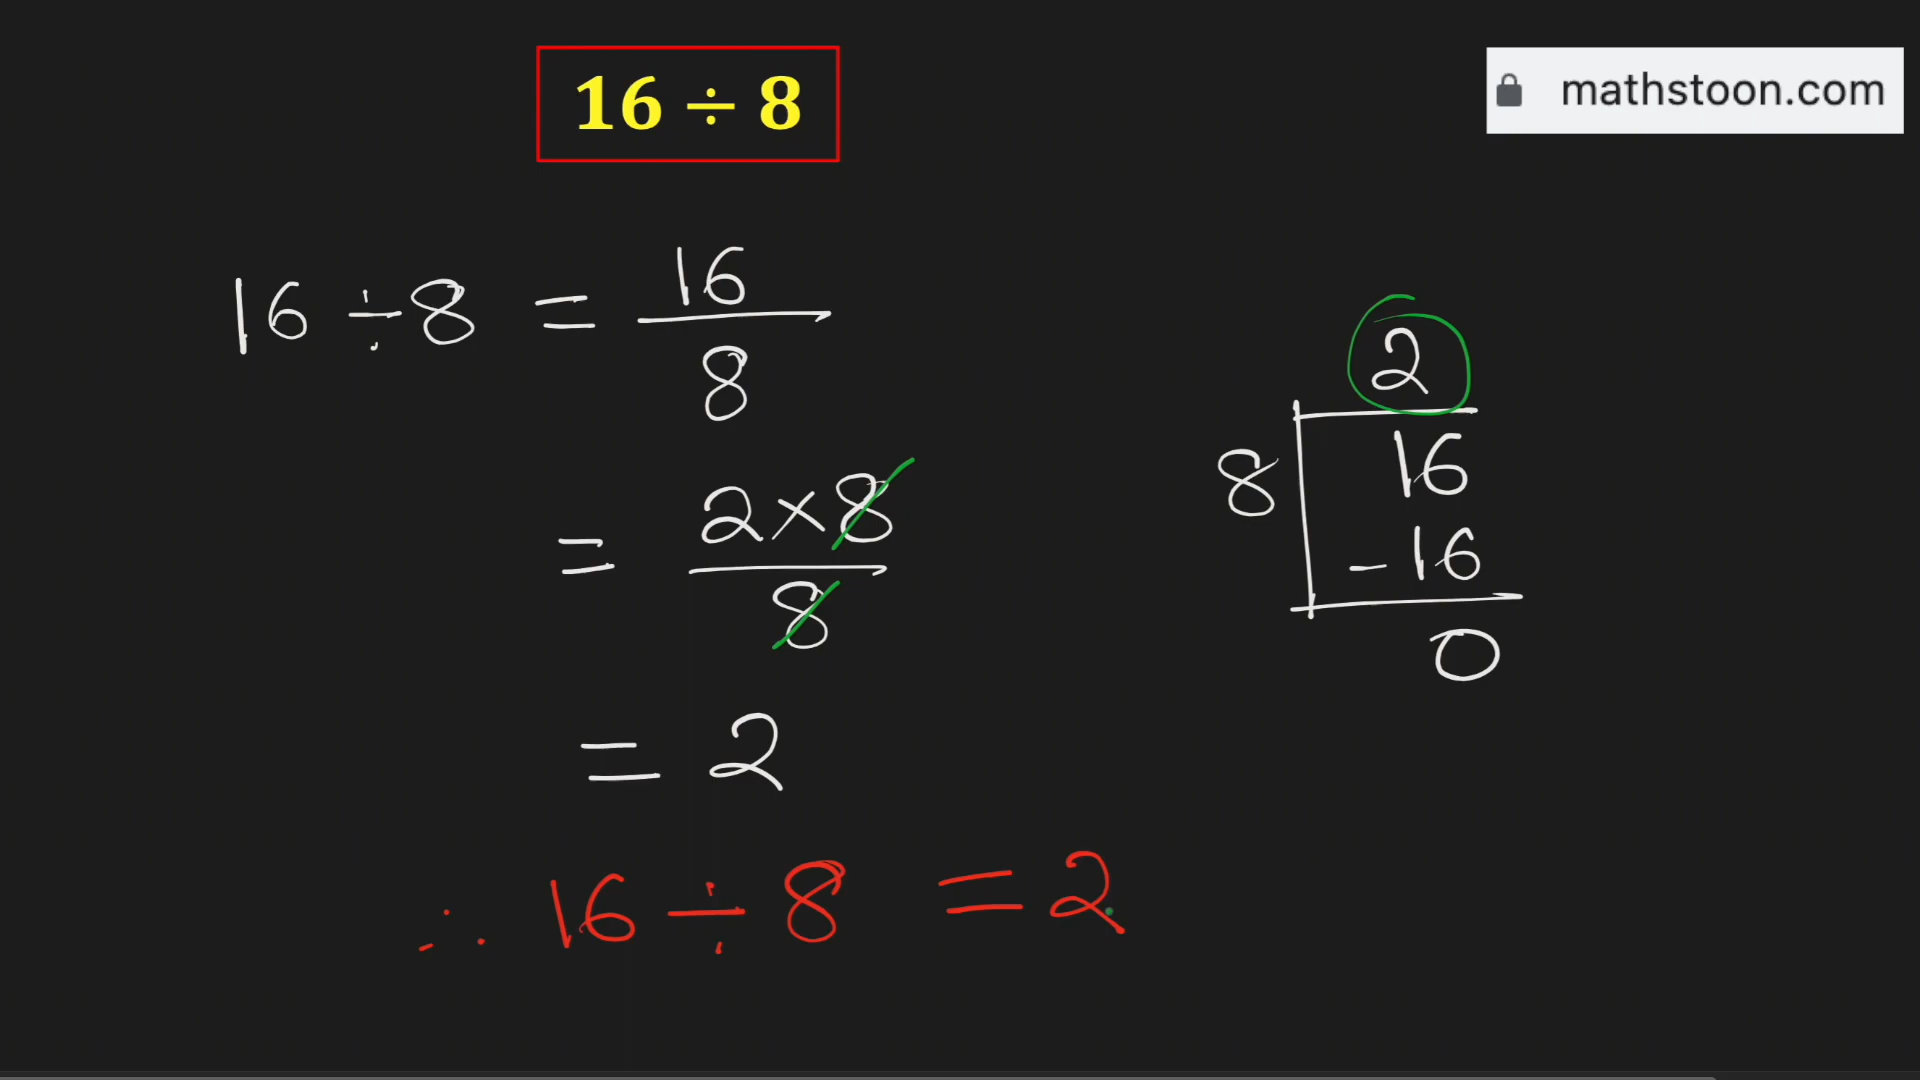 16 ÷ 8
mathstoon.com
16 ÷ 8 = 16
8
= 2 × 8
8
= 2
∴ 16 ÷ 8 = 2
2
8 16
- 16
0